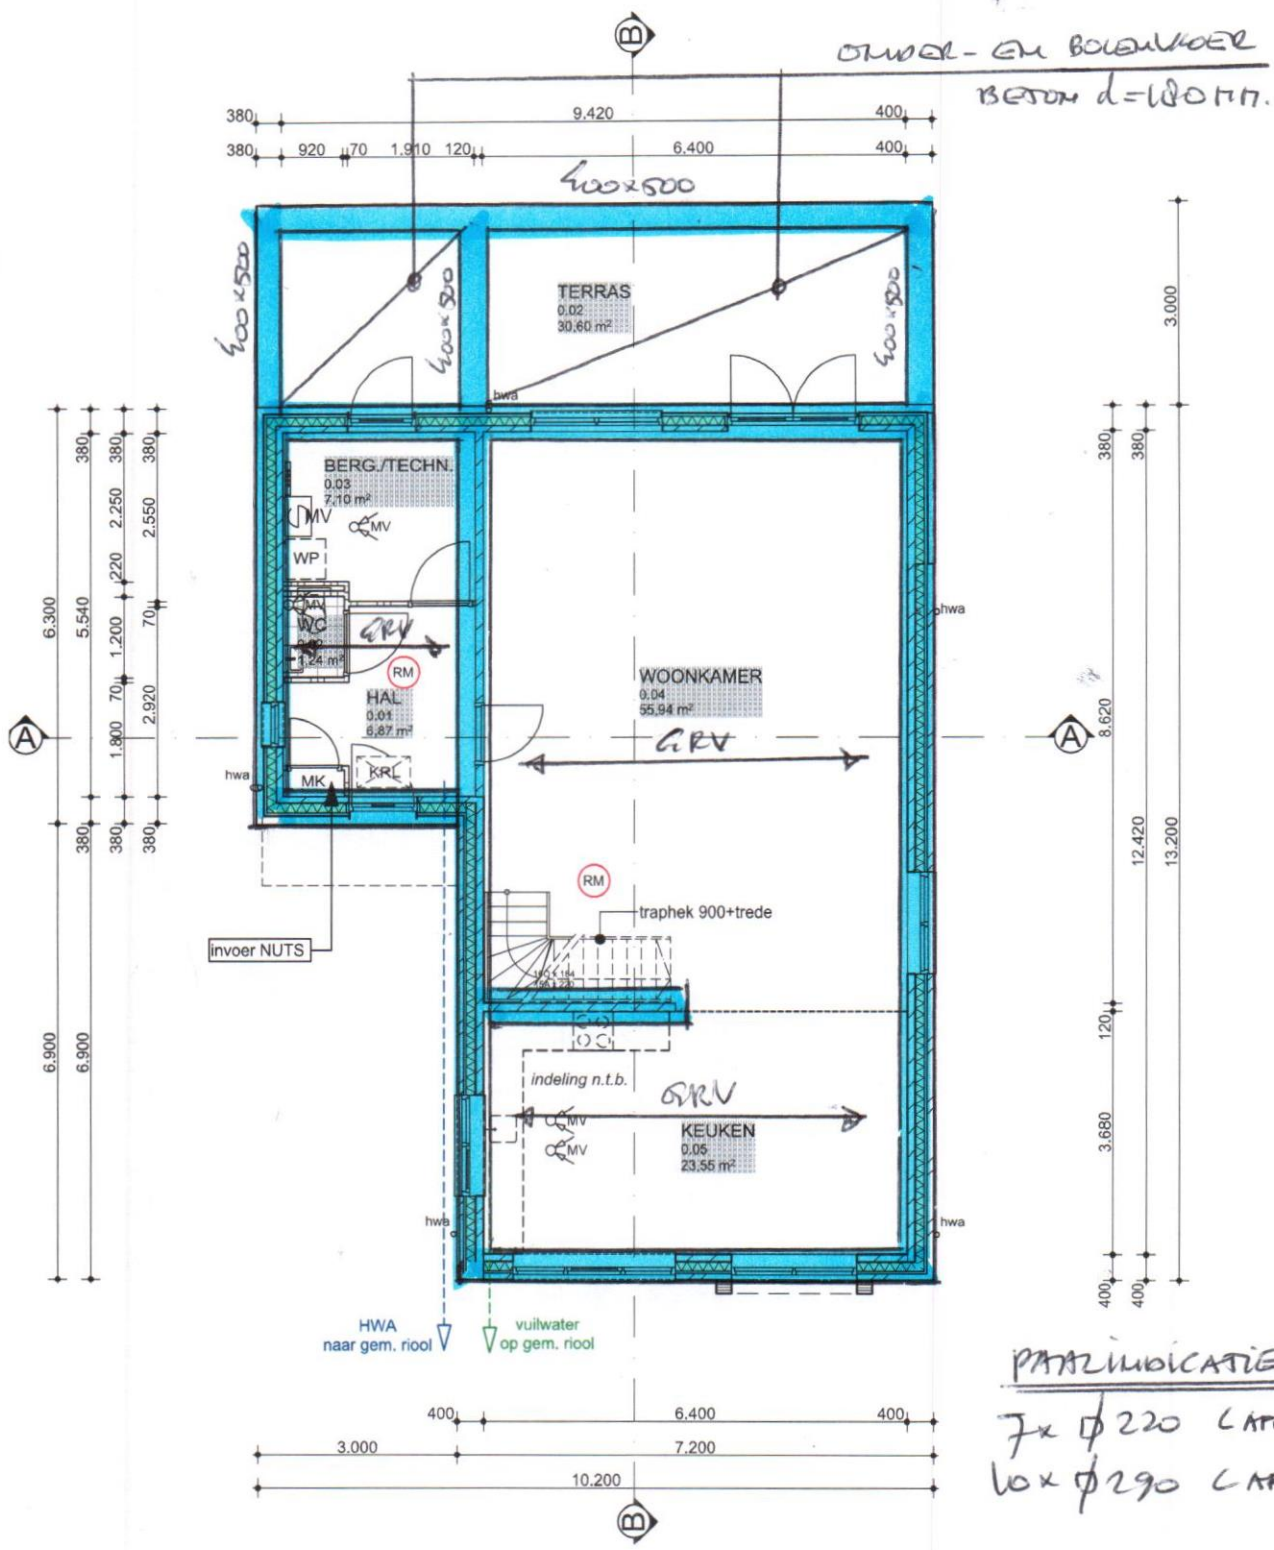 B
ONDER- EN BOVENVLOER
BETON d=180 MM.
380 9.420 400
380 920 70 1.910 120 6.400 400
400x500
400x500
400x500
400x500
TERRAS
0.02
30,60 m²
3.000
hwa
380 380 380 380
380 380
BERG./TECHN.
0.03
7,10 m²
MV
MV
WP
2.250
2.550
220
MV
WC
1,24 m²
GRV
RM
6.300
5.540
1.200
70
70
hwa
WOONKAMER
0.04
55,94 m²
HAL
0.01
6,87 m²
2.920
1.800
8.620
A
A
GRV
hwa
MK
KRL
380 380 380
12.420
13.200
RM
traphek 900+trede
invoer NUTS
6.900
6.900
120
indeling n.t.b.
GRV
MV
MV
KEUKEN
0.05
23,55 m²
3.680
hwa
hwa
400 400
HWA
naar gem. riool
vuilwater
op gem. riool
PAALINDICATIE
7x ⌀220
10x ⌀290
400 6.400 400
3.000 7.200
10.200
B